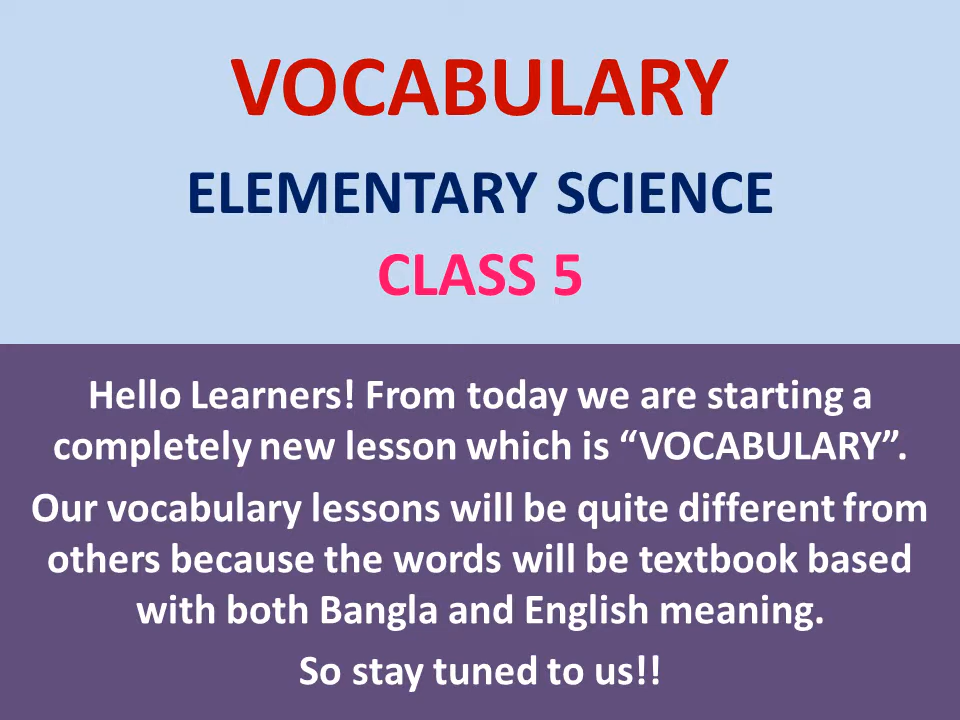 VOCABULARY
ELEMENTARY SCIENCE
CLASS 5
Hello Learners! From today we are starting a
completely new lesson which is “VOCABULARY”.
Our vocabulary lessons will be quite different from
others because the words will be textbook based
with both Bangla and English meaning.
So stay tuned to us!!